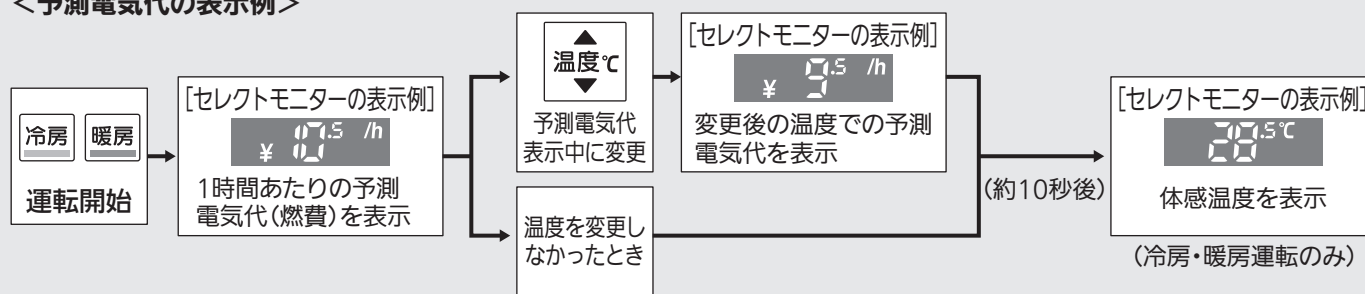 ＜予測電気代の表示例＞
冷房 暖房
運転開始
[セレクトモニターの表示例]
¥ 10.5 /h
1時間あたりの予測
電気代(燃費)を表示
▲
温度℃
▼
予測電気代
表示中に変更
[セレクトモニターの表示例]
¥ 9.5 /h
変更後の温度での予測
電気代を表示
温度を変更し
なかったとき
(約10秒後)
[セレクトモニターの表示例]
28.5℃
体感温度を表示
(冷房・暖房運転のみ)